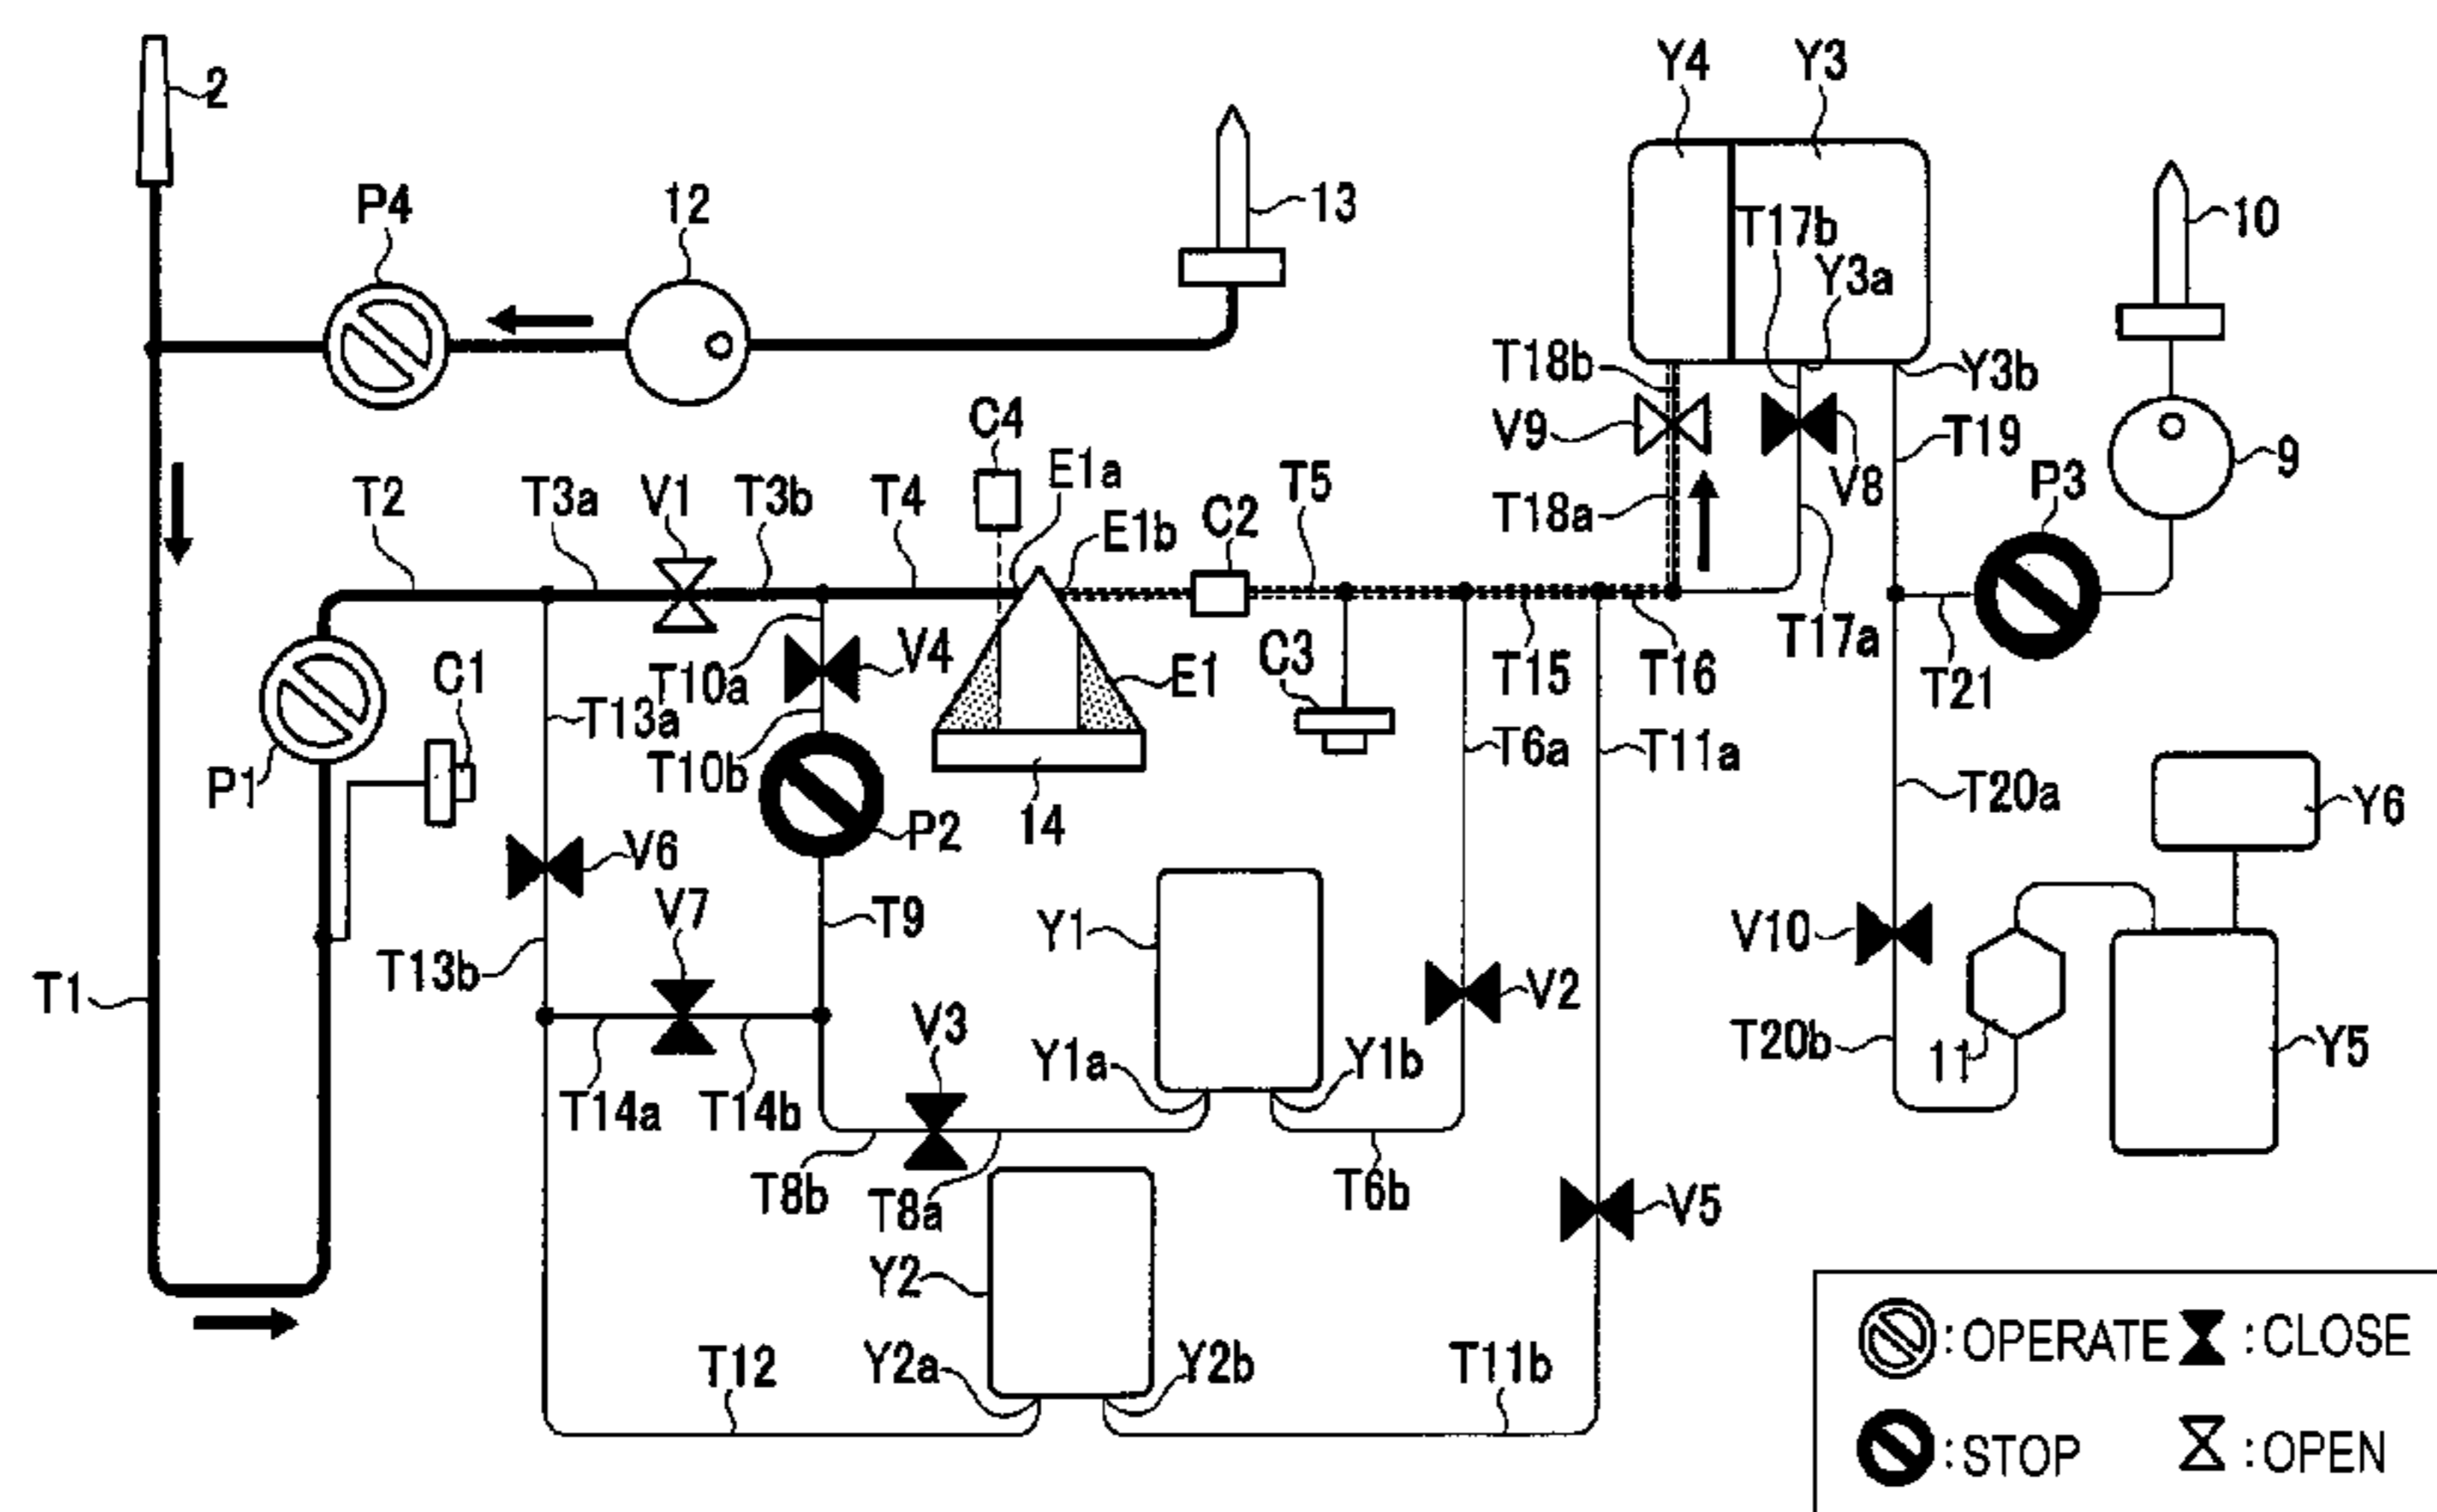 Y4 Y3
2
P4 12 13
T17b
10
Y3a
C4
T18b Y3b
V9 T19
E1a
T2 T3a V1 T3b T4 T5 C2
9
T18a V8 P3
E1b
C1 T10a V4 C3 E1 T15 T16 T17a T21
T13a
P1 T10b T6a T11a T20a Y6
14
P2
V6
V7 T9 Y1 V10
T13b V2
T1 V3
Y1a Y1b T20b 11 Y5
T14a T14b
T8b T8a T6b V5
Y2
:OPERATE :CLOSE
T12 Y2a Y2b T11b
:STOP :OPEN